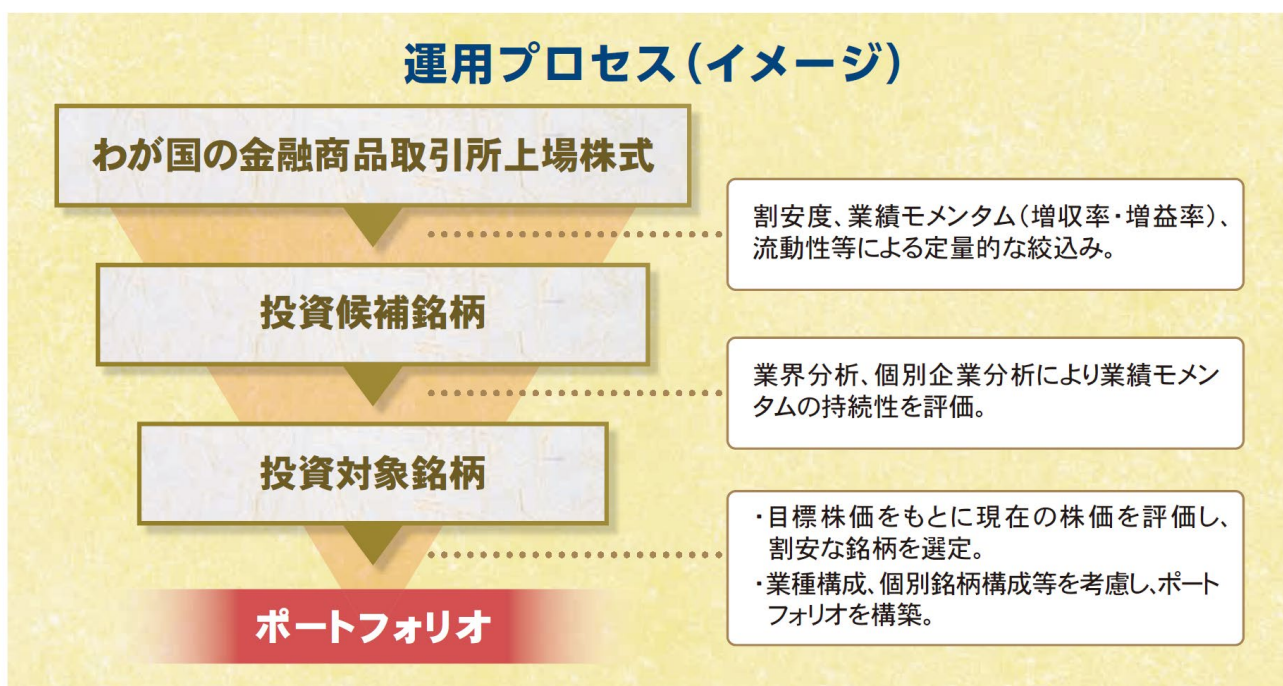 運用プロセス（イメージ）
わが国の金融商品取引所上場株式
割安度、業績モメンタム（増収率・増益率）、
流動性等による定量的な絞込み。
投資候補銘柄
業界分析、個別企業分析により業績モメン
タムの持続性を評価。
投資対象銘柄
・目標株価をもとに現在の株価を評価し、
割安な銘柄を選定。
・業種構成、個別銘柄構成等を考慮し、ポート
フォリオを構築。
ポートフォリオ